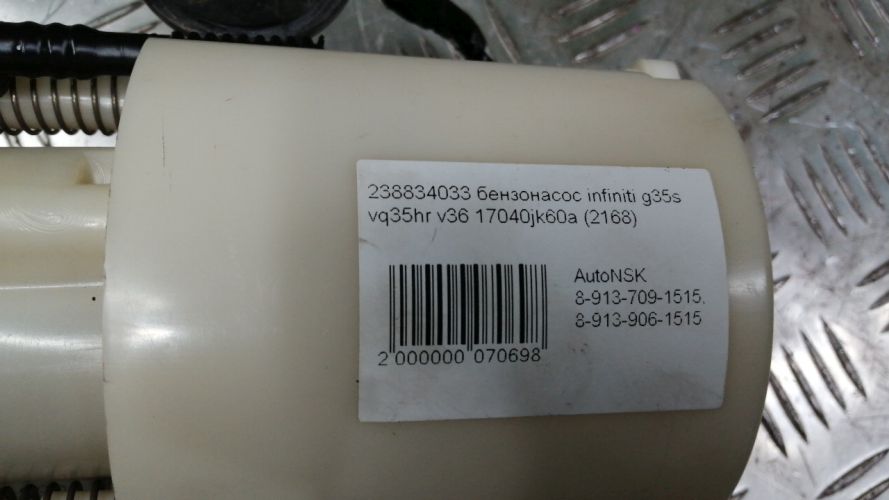 238834033 бензонасос infiniti g35s
vq35hr v36 17040jk60a (2168)
AutoNSK
8-913-709-1515,
8-913-906-1515
2 000000 070698